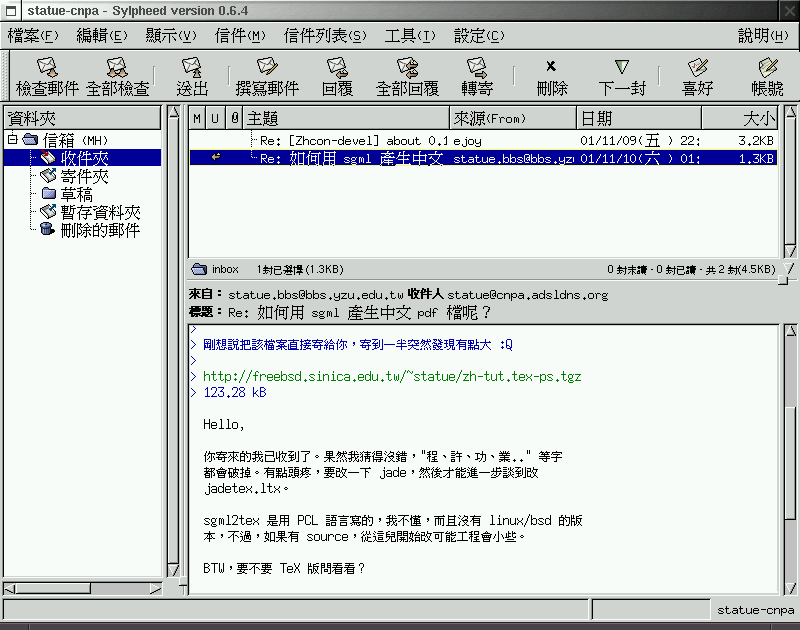 statue-cnpa - Sylpheed version 0.6.4
檔案(F) 編輯(E) 顯示(V) 信件(M) 信件列表(S) 工具(T) 設定(C) 說明(H)
檢查郵件 全部檢查 送出 撰寫郵件 回覆 全部回覆 轉寄 刪除 下一封 喜好 帳號
資料夾
信箱 (MH)
收件夾
寄件夾
草稿
暫存資料夾
刪除的郵件
M U 主題 來源(From) 日期 大小
Re: [Zhcon-devel] about 0.1 ejoy 01/11/09(五 ) 22: 3.2KB
Re: 如何用 sgml 產生中文 statue.bbs@bbs.yzu 01/11/10(六 ) 01: 1.3KB
inbox 1封已選擇(1.3KB) 0 封未讀、0 封已讀、共 2 封(4.5KB)
來自： statue.bbs@bbs.yzu.edu.tw 收件人 statue@cnpa.adsldns.org
標題： Re: 如何用 sgml 產生中文 pdf 檔呢？
>
> 剛想說把該檔案直接寄給你，寄到一半突然發現有點大 :Q
>
> http://freebsd.sinica.edu.tw/~statue/zh-tut.tex-ps.tgz
> 123.28 kB
Hello,
你寄來的我已收到了。果然我猜得沒錯，"程、許、功、業.." 等字
都會破掉。有點頭疼，要改一下 jade，然後才能進一步談到改
jadetex.ltx。
sgml2tex 是用 PCL 語言寫的，我不懂，而且沒有 linux/bsd 的版
本，不過，如果有 source，從這兒開始改可能工程會小些。
BTW，要不要 TeX 版問看看？
statue-cnpa